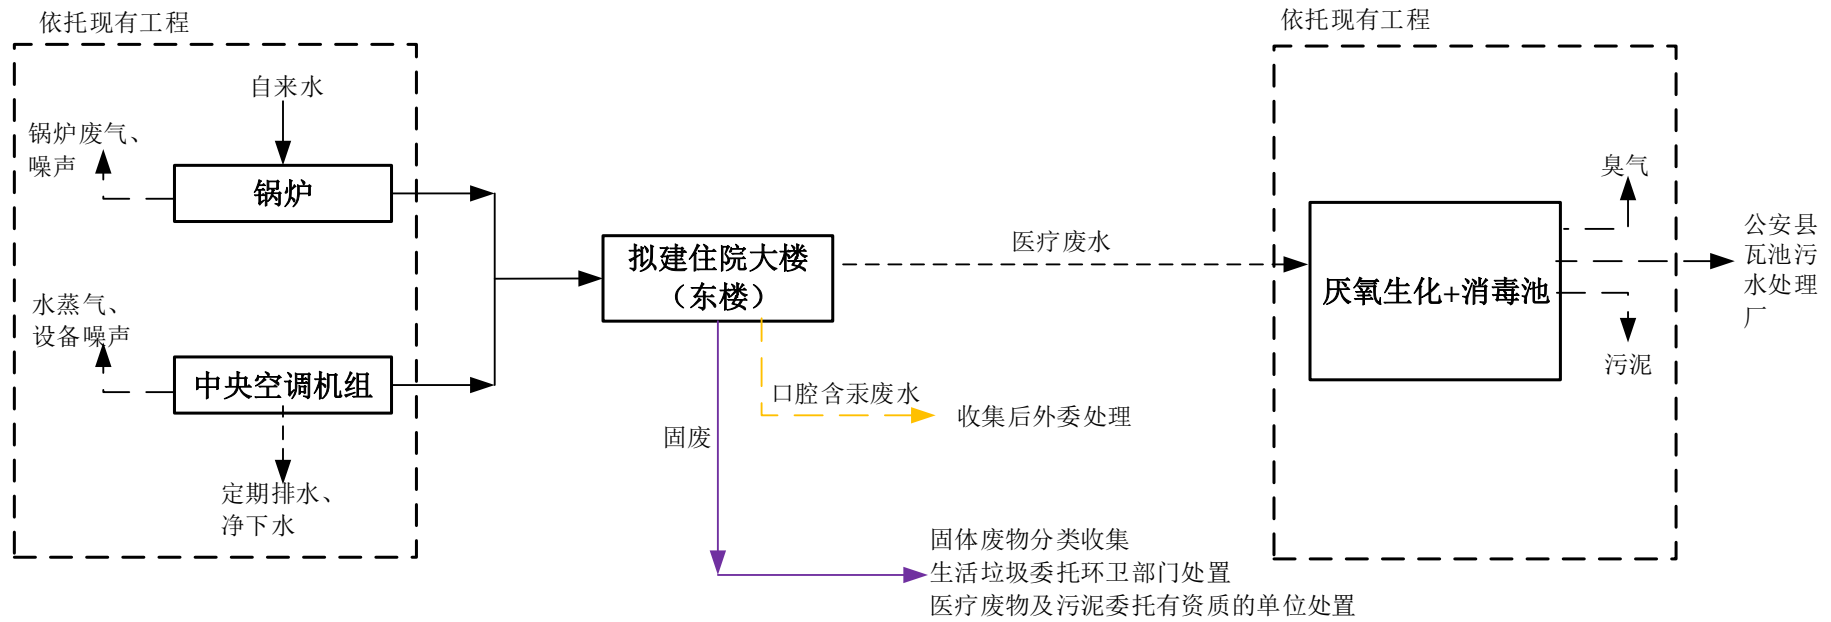 依托现有工程
自来水
锅炉废气、
噪声
锅炉
水蒸气、
设备噪声
中央空调机组
定期排水、
净下水
拟建住院大楼
（东楼）
医疗废水
口腔含汞废水
收集后外委处理
固废
固体废物分类收集
生活垃圾委托环卫部门处置
医疗废物及污泥委托有资质的单位处置
依托现有工程
臭气
厌氧生化+消毒池
污泥
公安县
瓦池污
水处理
厂